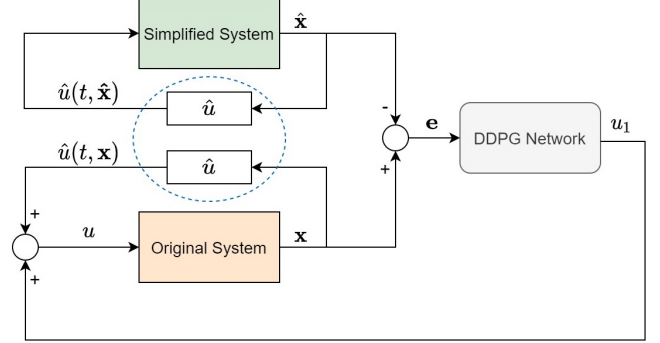 Simplified System
x̂
û(t, x̂)
û
-
e
DDPG Network
u₁
û(t, x)
û
+
+
u
Original System
x
+